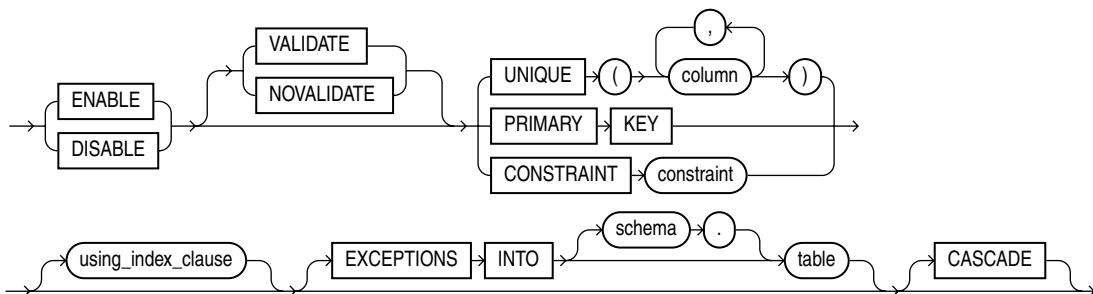 VALIDATE
NOVALIDATE
ENABLE
DISABLE
,
UNIQUE ( column )
PRIMARY KEY
CONSTRAINT constraint
using_index_clause EXCEPTIONS INTO schema . table CASCADE